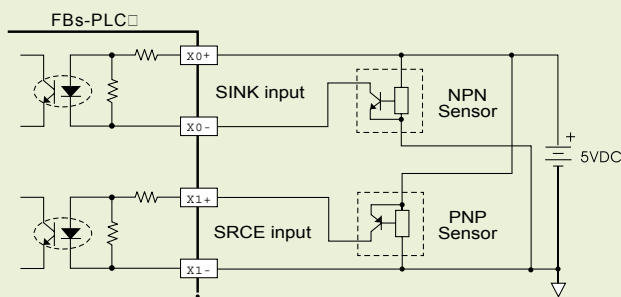 FBs-PLC□
X0+
SINK input
NPN
Sensor
X0-
+
5VDC
X1+
SRCE input
PNP
Sensor
X1-